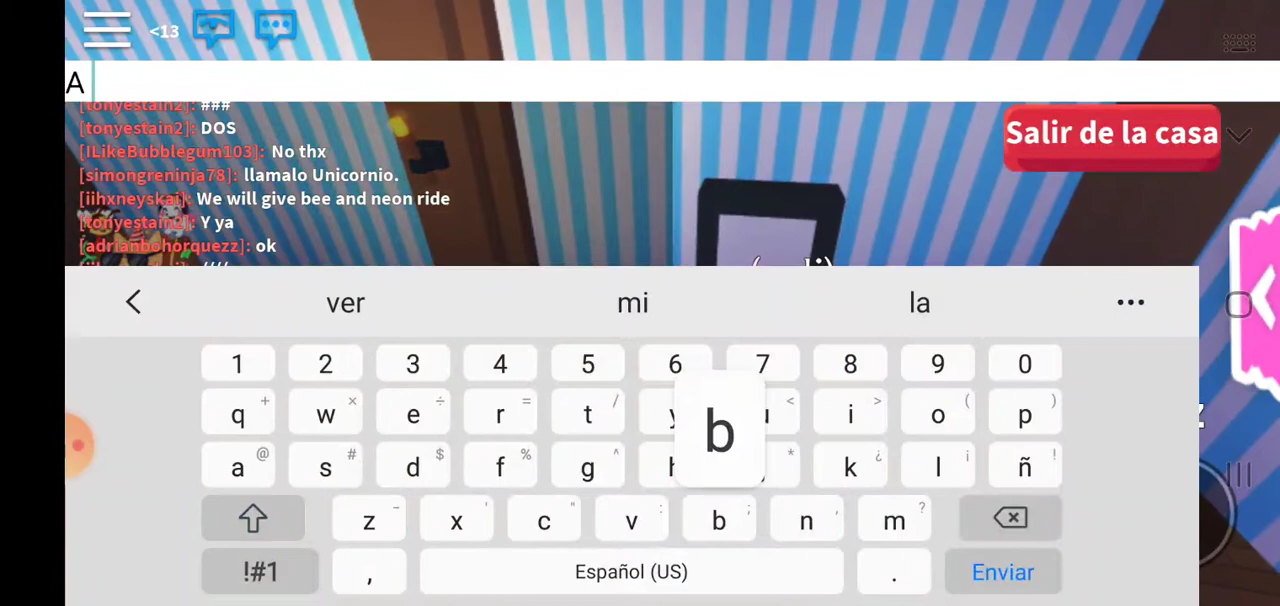 <13
A
[tonyestain2]: ###
[tonyestain2]: DOS
[ILikeBubblegum103]: No thx
[simongreninja78]: llamalo Unicornio.
[iihxneyskai]: We will give bee and neon ride
[tonyestain2]: Y ya
[adrianbohorquezz]: ok
Salir de la casa
ver mi la ...
1 2 3 4 5 6 7 8 9 0
q + w × e ÷ r = t / y u < i > o ( p )
b
a @ s # d $ f % g ^ h * k ¿ l ¡ ñ !
z - x ' c " v : b ; n , m ?
!#1 , Español (US) . Enviar